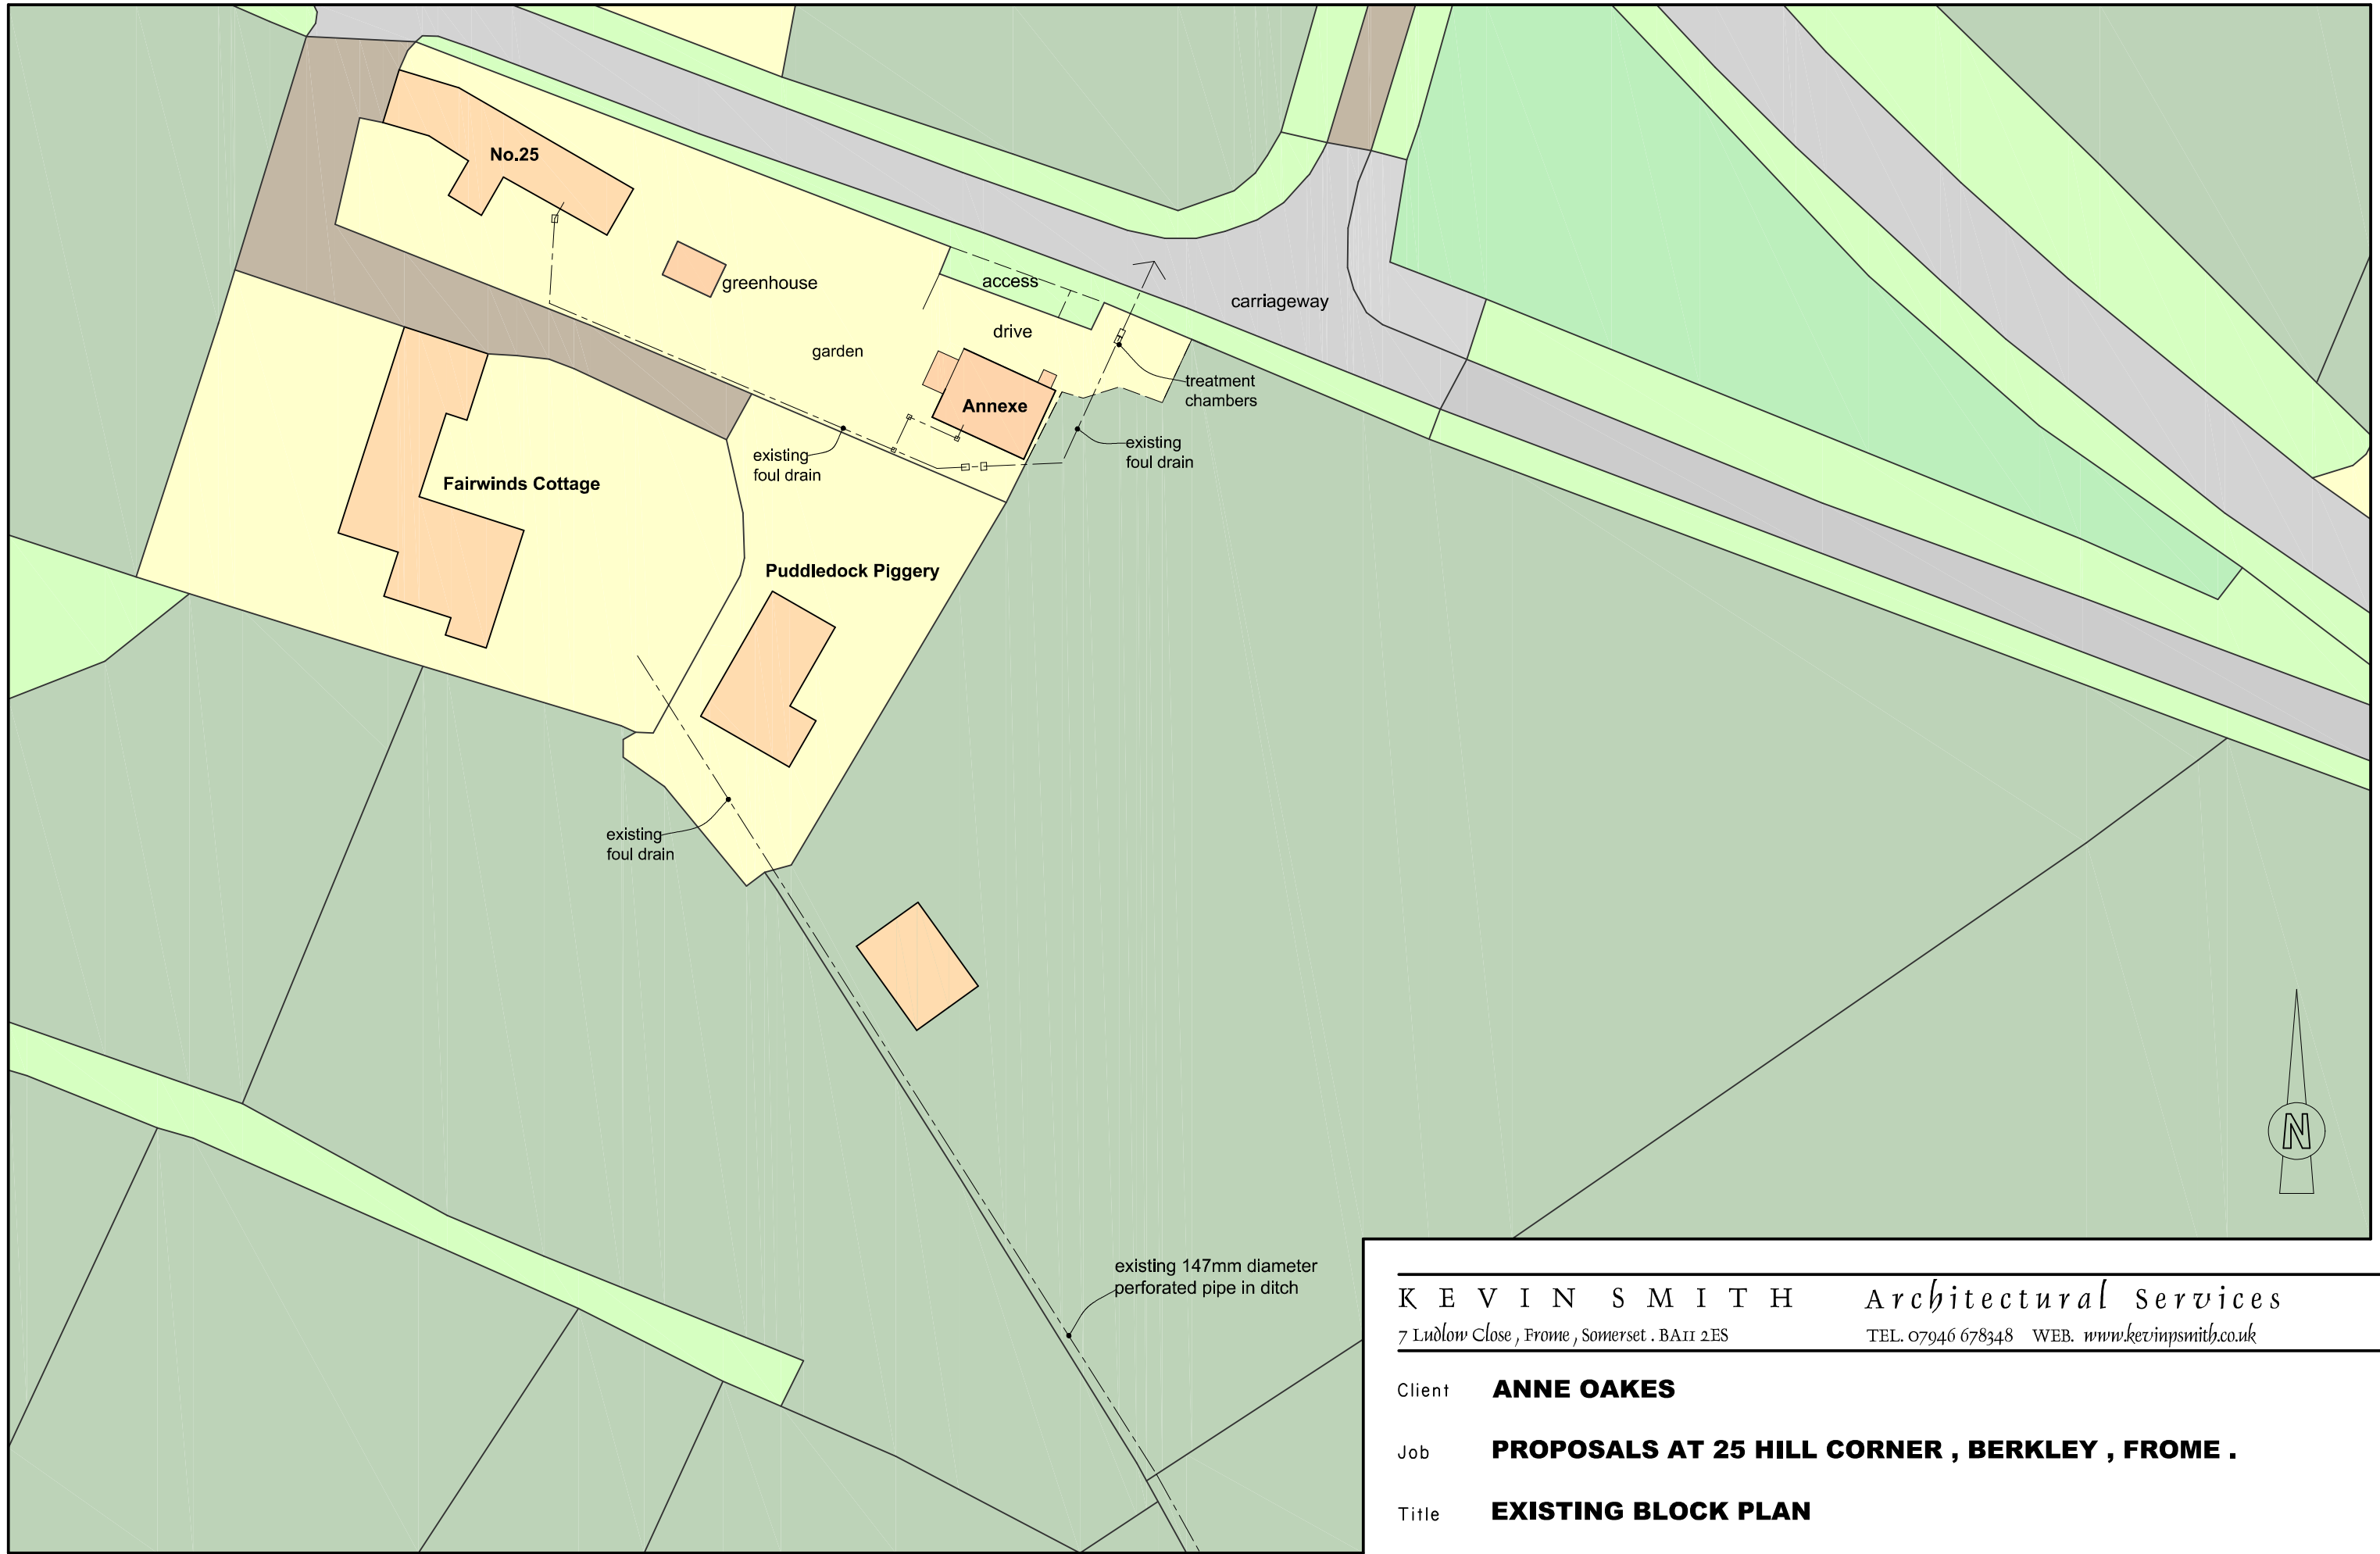 No.25
greenhouse
access
carriageway
drive
garden
treatment
chambers
Annexe
existing
foul drain
existing
foul drain
Fairwinds Cottage
Puddledock Piggery
existing
foul drain
N
existing 147mm diameter
perforated pipe in ditch
KEVIN SMITH Architectural Services
7 Ludlow Close , Frome , Somerset . BA11 2ES TEL. 07946 678348 WEB. www.kevinpsmith.co.uk
Client ANNE OAKES
Job PROPOSALS AT 25 HILL CORNER , BERKLEY , FROME .
Title EXISTING BLOCK PLAN